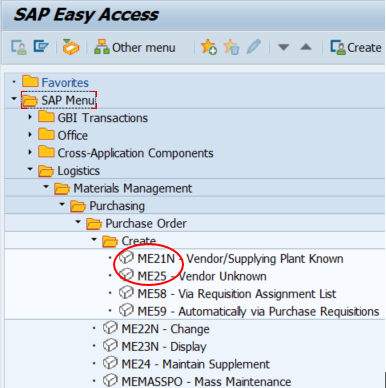 SAP Easy Access
Other menu
Create
Favorites
SAP Menu
GBI Transactions
Office
Cross-Application Components
Logistics
Materials Management
Purchasing
Purchase Order
Create
ME21N - Vendor/Supplying Plant Known
ME25 - Vendor Unknown
ME58 - Via Requisition Assignment List
ME59 - Automatically via Purchase Requisitions
ME22N - Change
ME23N - Display
ME24 - Maintain Supplement
MEMASSPO - Mass Maintenance